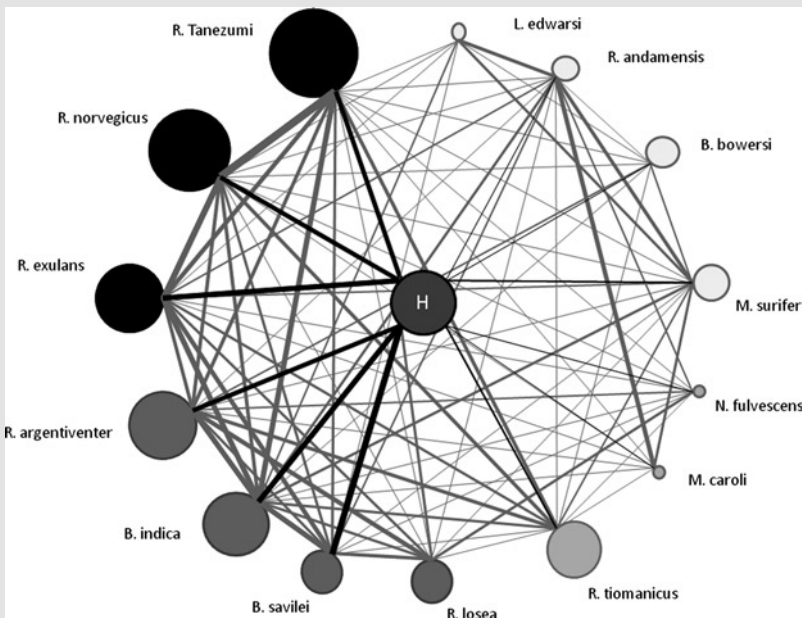 R. Tanezumi
L. edwarsi
R. andamensis
R. norvegicus
B. bowersi
R. exulans
H
M. surifer
N. fulvescens
R. argentiventer
M. caroli
B. indica
R. tiomanicus
B. savilei
R. losea